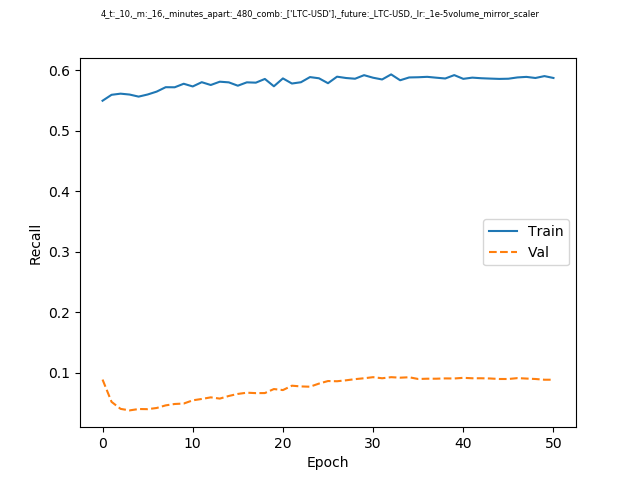 4_t:_10,_m:_16,_minutes_apart:_480_comb:_['LTC-USD'],_future:_LTC-USD,_lr:_1e-5volume_mirror_scaler
0.6
0.5
0.4
0.3
0.2
0.1
Recall
Train
Val
0 10 20 30 40 50
Epoch